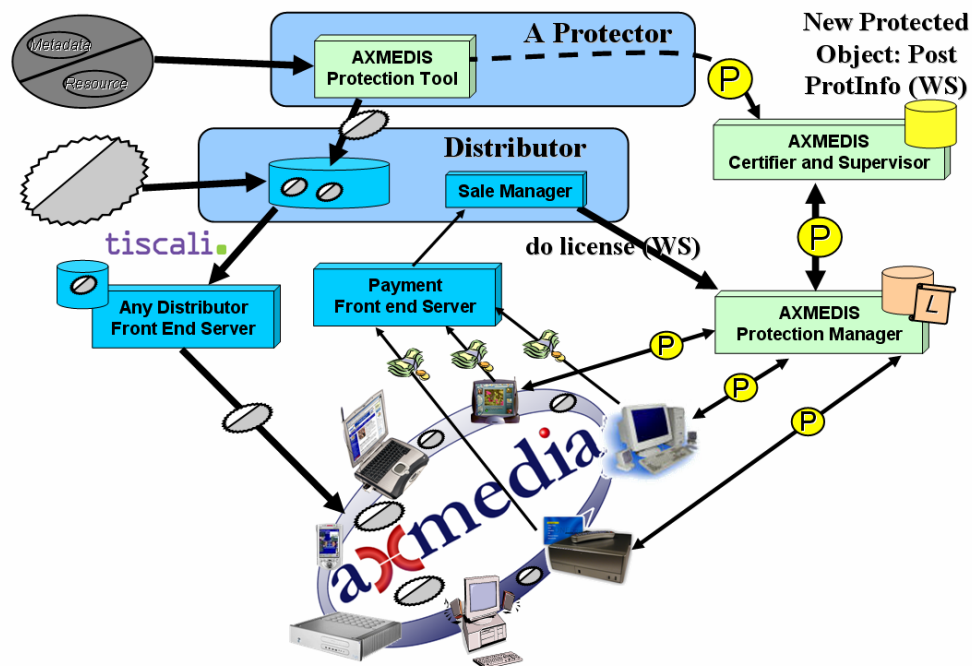 Metadata
Resource
A Protector
AXMEDIS
Protection Tool
P
New Protected
Object: Post
ProtInfo (WS)
AXMEDIS
Certifier and Supervisor
Distributor
Sale Manager
P
tiscali.
do license (WS)
Any Distributor
Front End Server
Payment
Front end Server
L
AXMEDIS
Protection Manager
P
P
P
axmedia